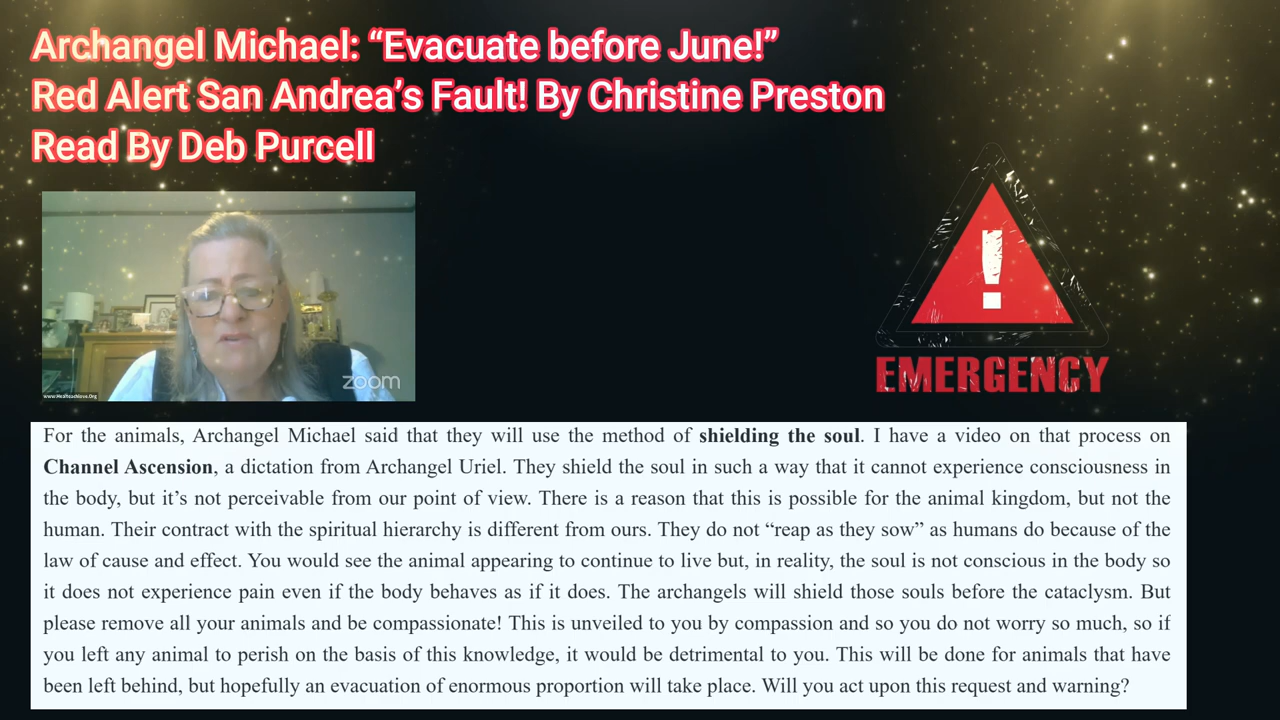 Archangel Michael: “Evacuate before June!”
Red Alert San Andrea’s Fault! By Christine Preston
Read By Deb Purcell
zoom
www.Healteachlove.Org
EMERGENCY
For the animals, Archangel Michael said that they will use the method of shielding the soul. I have a video on that process on
Channel Ascension, a dictation from Archangel Uriel. They shield the soul in such a way that it cannot experience consciousness in
the body, but it’s not perceivable from our point of view. There is a reason that this is possible for the animal kingdom, but not the
human. Their contract with the spiritual hierarchy is different from ours. They do not “reap as they sow” as humans do because of the
law of cause and effect. You would see the animal appearing to continue to live but, in reality, the soul is not conscious in the body so
it does not experience pain even if the body behaves as if it does. The archangels will shield those souls before the cataclysm. But
please remove all your animals and be compassionate! This is unveiled to you by compassion and so you do not worry so much, so if
you left any animal to perish on the basis of this knowledge, it would be detrimental to you. This will be done for animals that have
been left behind, but hopefully an evacuation of enormous proportion will take place. Will you act upon this request and warning?